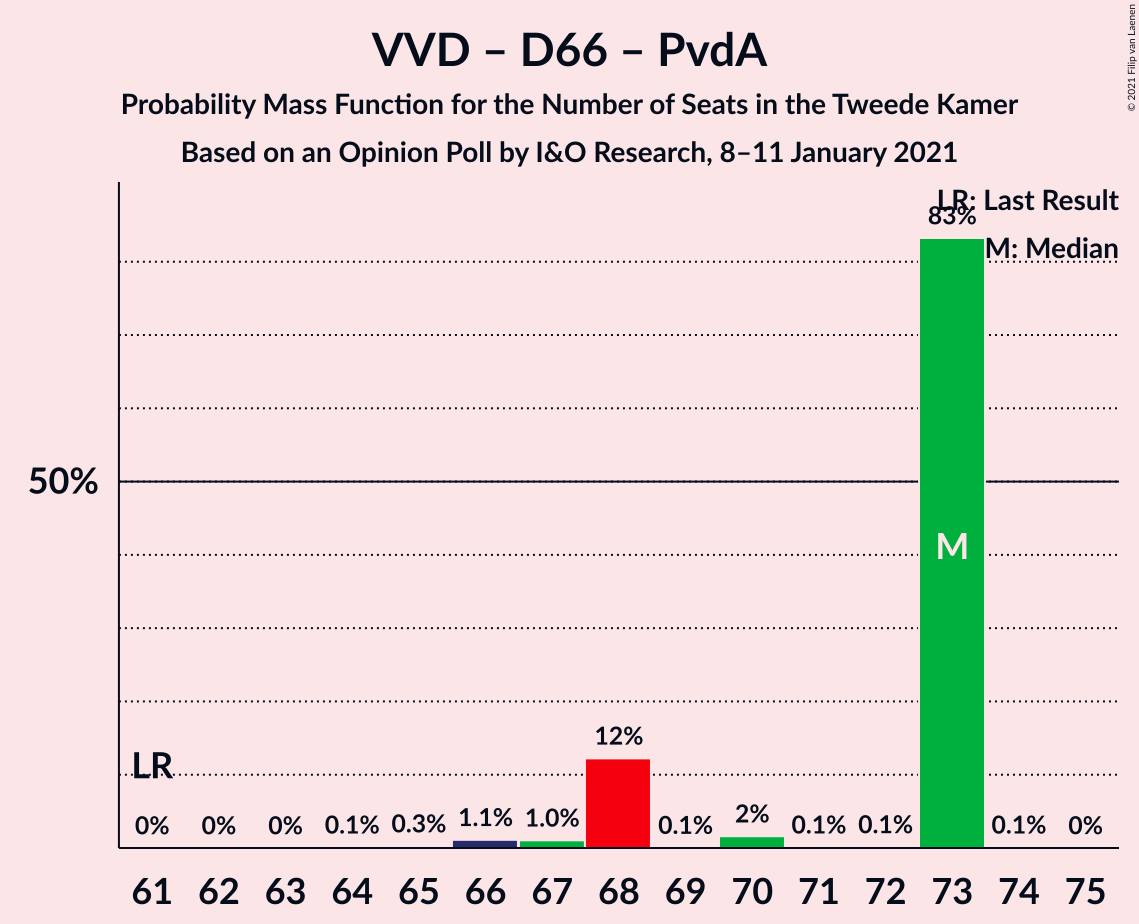 VVD – D66 – PvdA
Probability Mass Function for the Number of Seats in the Tweede Kamer
Based on an Opinion Poll by I&O Research, 8–11 January 2021
© 2021 Filip van Laenen
LR: Last Result
M: Median
83%
50%
M
12%
LR
0% 0% 0% 0.1% 0.3% 1.1% 1.0% 0.1% 2% 0.1% 0.1% 0.1% 0%
61 62 63 64 65 66 67 68 69 70 71 72 73 74 75